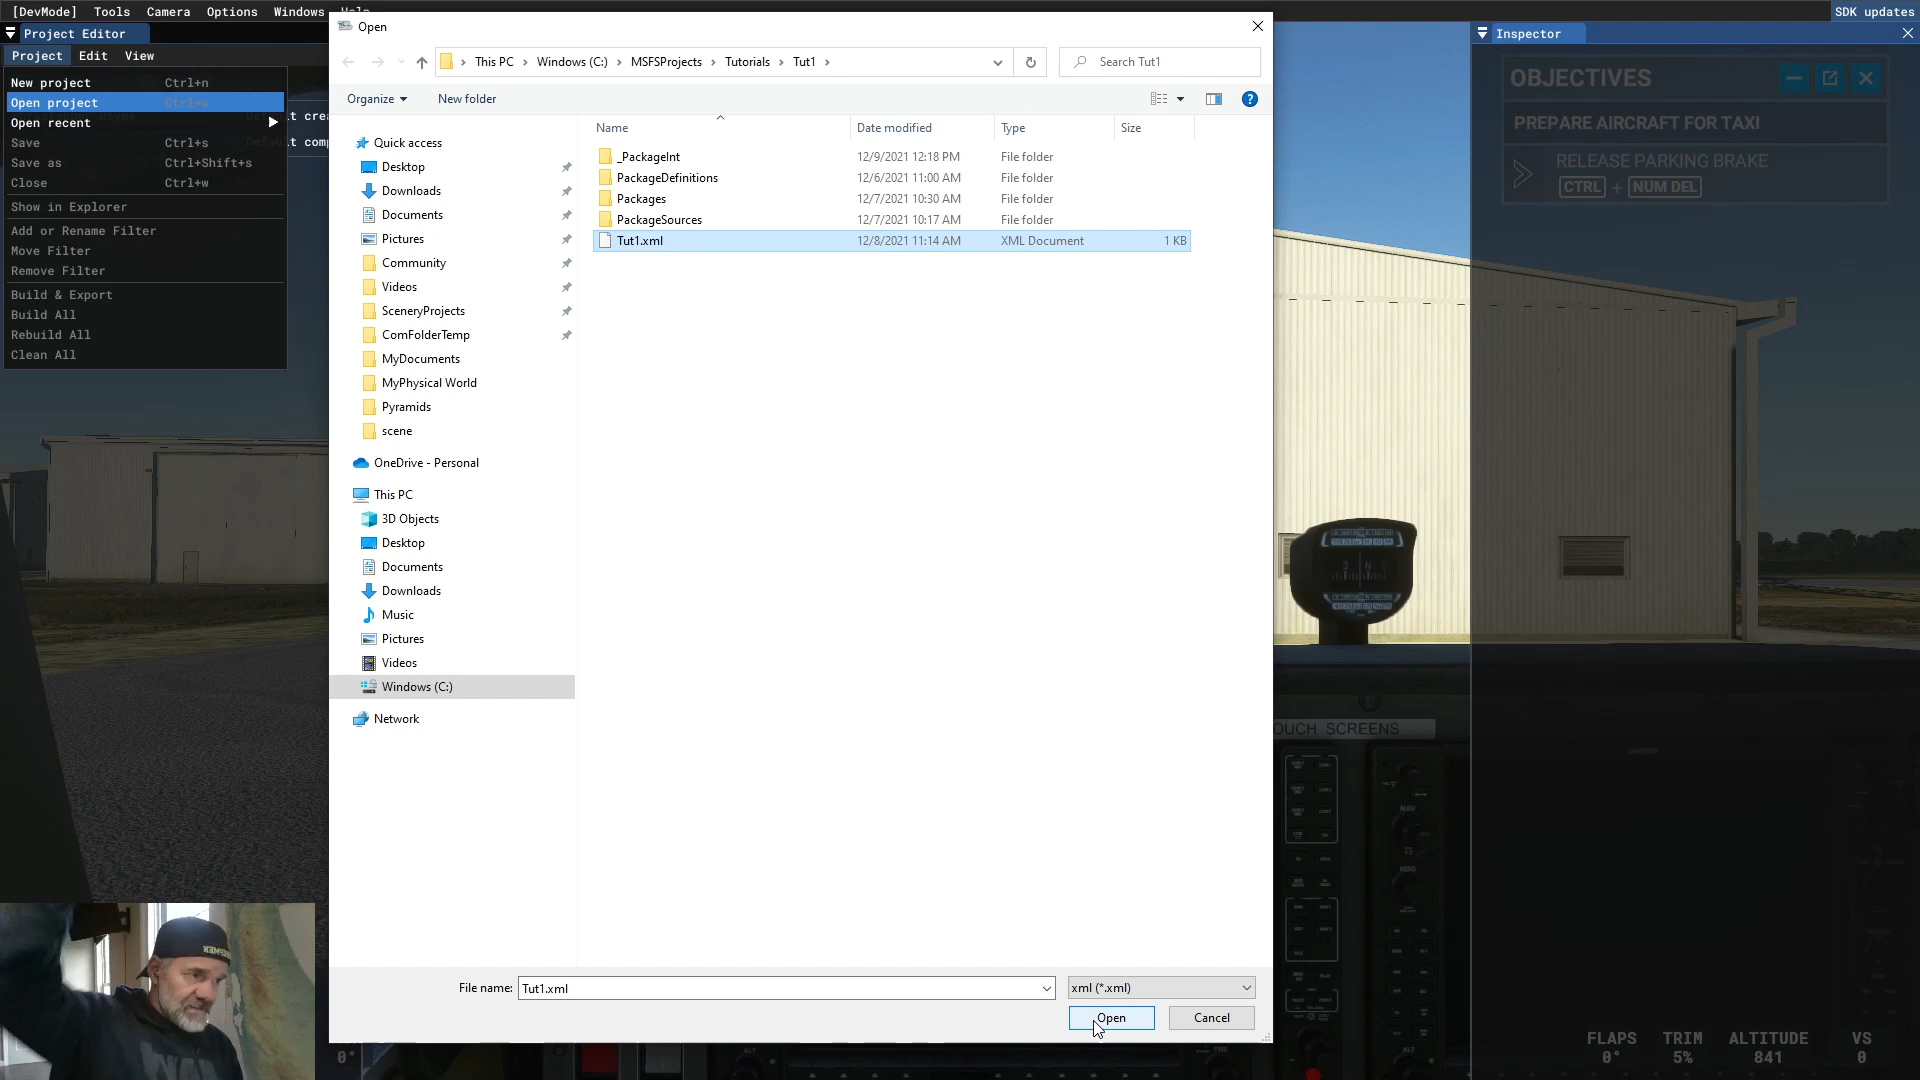 [DevMode] Tools Camera Options Windows Help
SDK updates
Project Editor
Project Edit View
New project Ctrl+n
Open project Ctrl+o
Open recent
Save Ctrl+s
Save as Ctrl+Shift+s
Close Ctrl+w
Show in Explorer
Add or Rename Filter
Move Filter
Remove Filter
Build & Export
Build All
Rebuild All
Clean All
Open
This PC Windows (C:) MSFSProjects Tutorials Tut1
Search Tut1
Organize New folder
Quick access
Desktop
Downloads
Documents
Pictures
Community
Videos
SceneryProjects
ComFolderTemp
MyDocuments
MyPhysical World
Pyramids
scene
OneDrive - Personal
This PC
3D Objects
Desktop
Documents
Downloads
Music
Pictures
Videos
Windows (C:)
Network
Name Date modified Type Size
_PackageInt 12/9/2021 12:18 PM File folder
PackageDefinitions 12/6/2021 11:00 AM File folder
Packages 12/7/2021 10:30 AM File folder
PackageSources 12/7/2021 10:17 AM File folder
Tut1.xml 12/8/2021 11:14 AM XML Document 1 KB
File name: Tut1.xml xml (*.xml)
Open Cancel
Inspector
OBJECTIVES
PREPARE AIRCRAFT FOR TAXI
RELEASE PARKING BRAKE
CTRL + NUM DEL
OUCH SCREENS
NAV
FLAPS TRIM ALTITUDE VS
0° 5% 841 0
0°